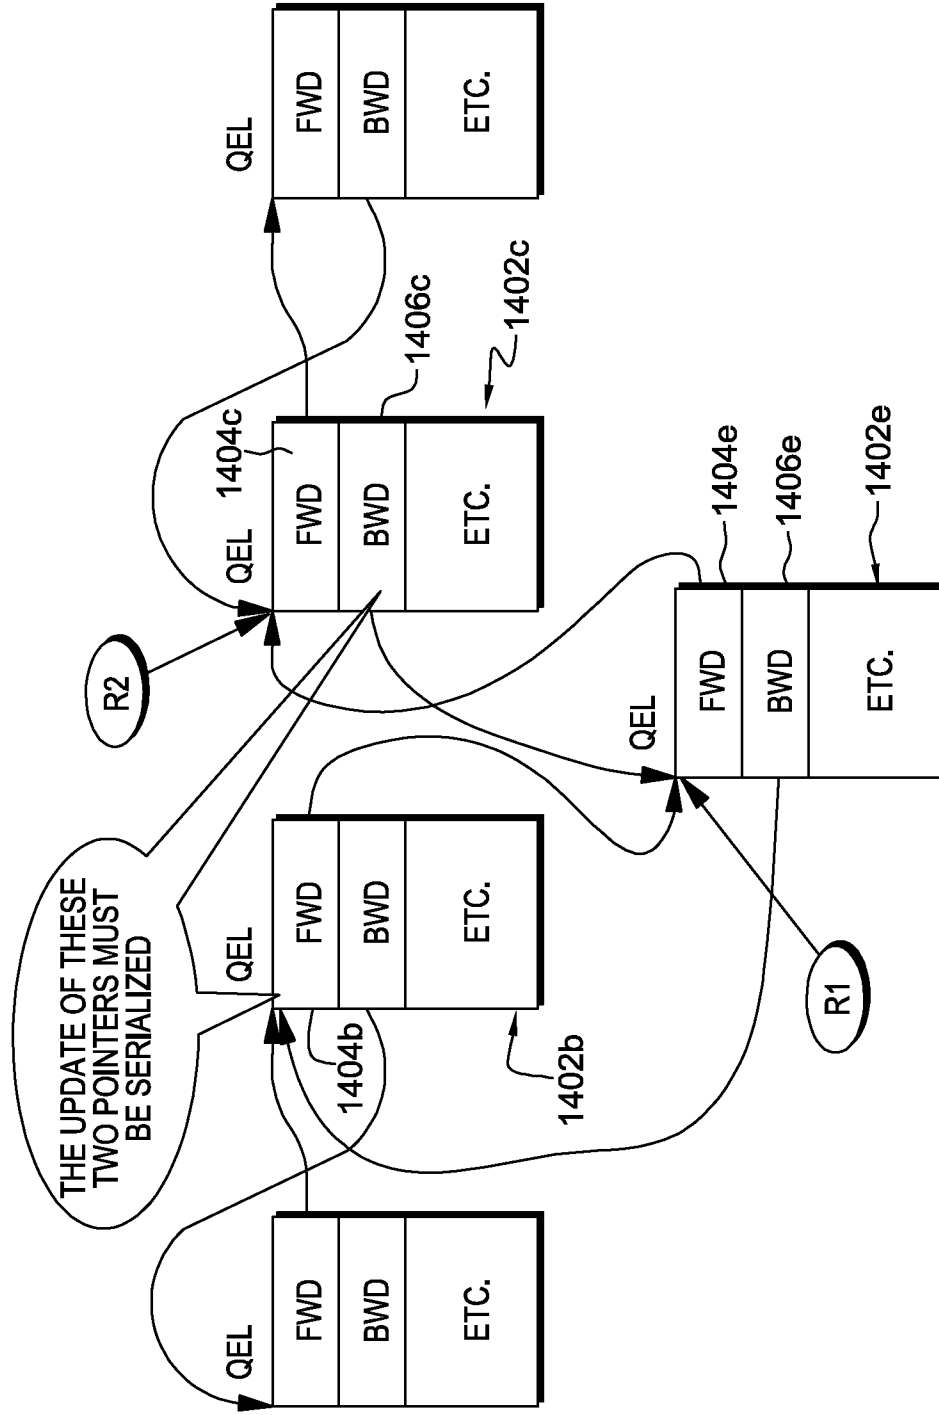 THE UPDATE OF THESE
TWO POINTERS MUST
BE SERIALIZED
R2
QEL
FWD
BWD
ETC.
QEL
FWD
BWD
ETC.
1404b
1402b
QEL
1404c
FWD
BWD
ETC.
1406c
1402c
QEL
FWD
BWD
ETC.
R1
QEL
FWD
BWD
ETC.
1404e
1406e
1402e